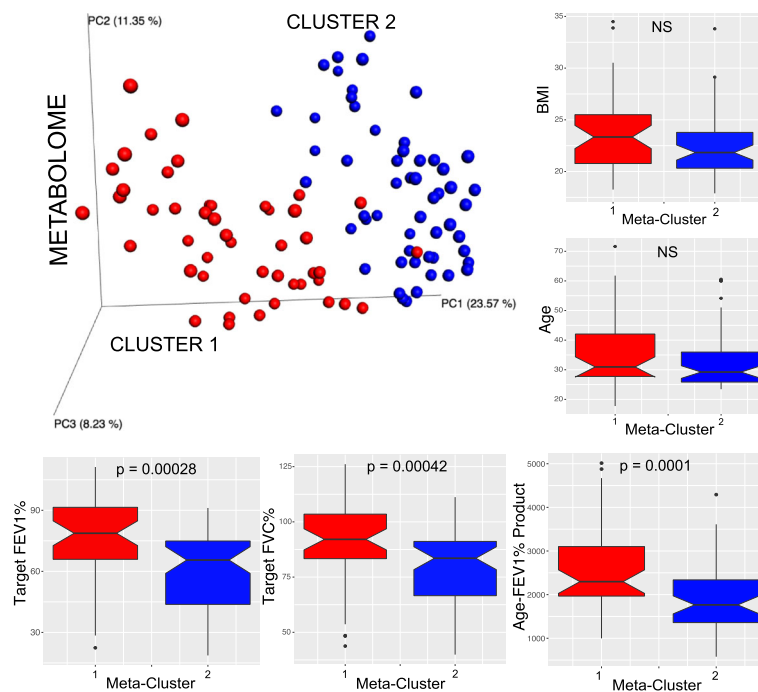 PC2 (11.35 %)
CLUSTER 2
METABOLOME
PC1 (23.57 %)
CLUSTER 1
PC3 (8.23 %)
NS
BMI
35
30
25
20
1
2
Meta-Cluster
NS
Age
70
60
50
40
30
20
1
2
Meta-Cluster
p = 0.00028
Target FEV1%
90
60
30
1
2
Meta-Cluster
p = 0.00042
Target FVC%
125
100
75
50
1
2
Meta-Cluster
p = 0.0001
Age-FEV1% Product
5000
4000
3000
2000
1000
1
2
Meta-Cluster